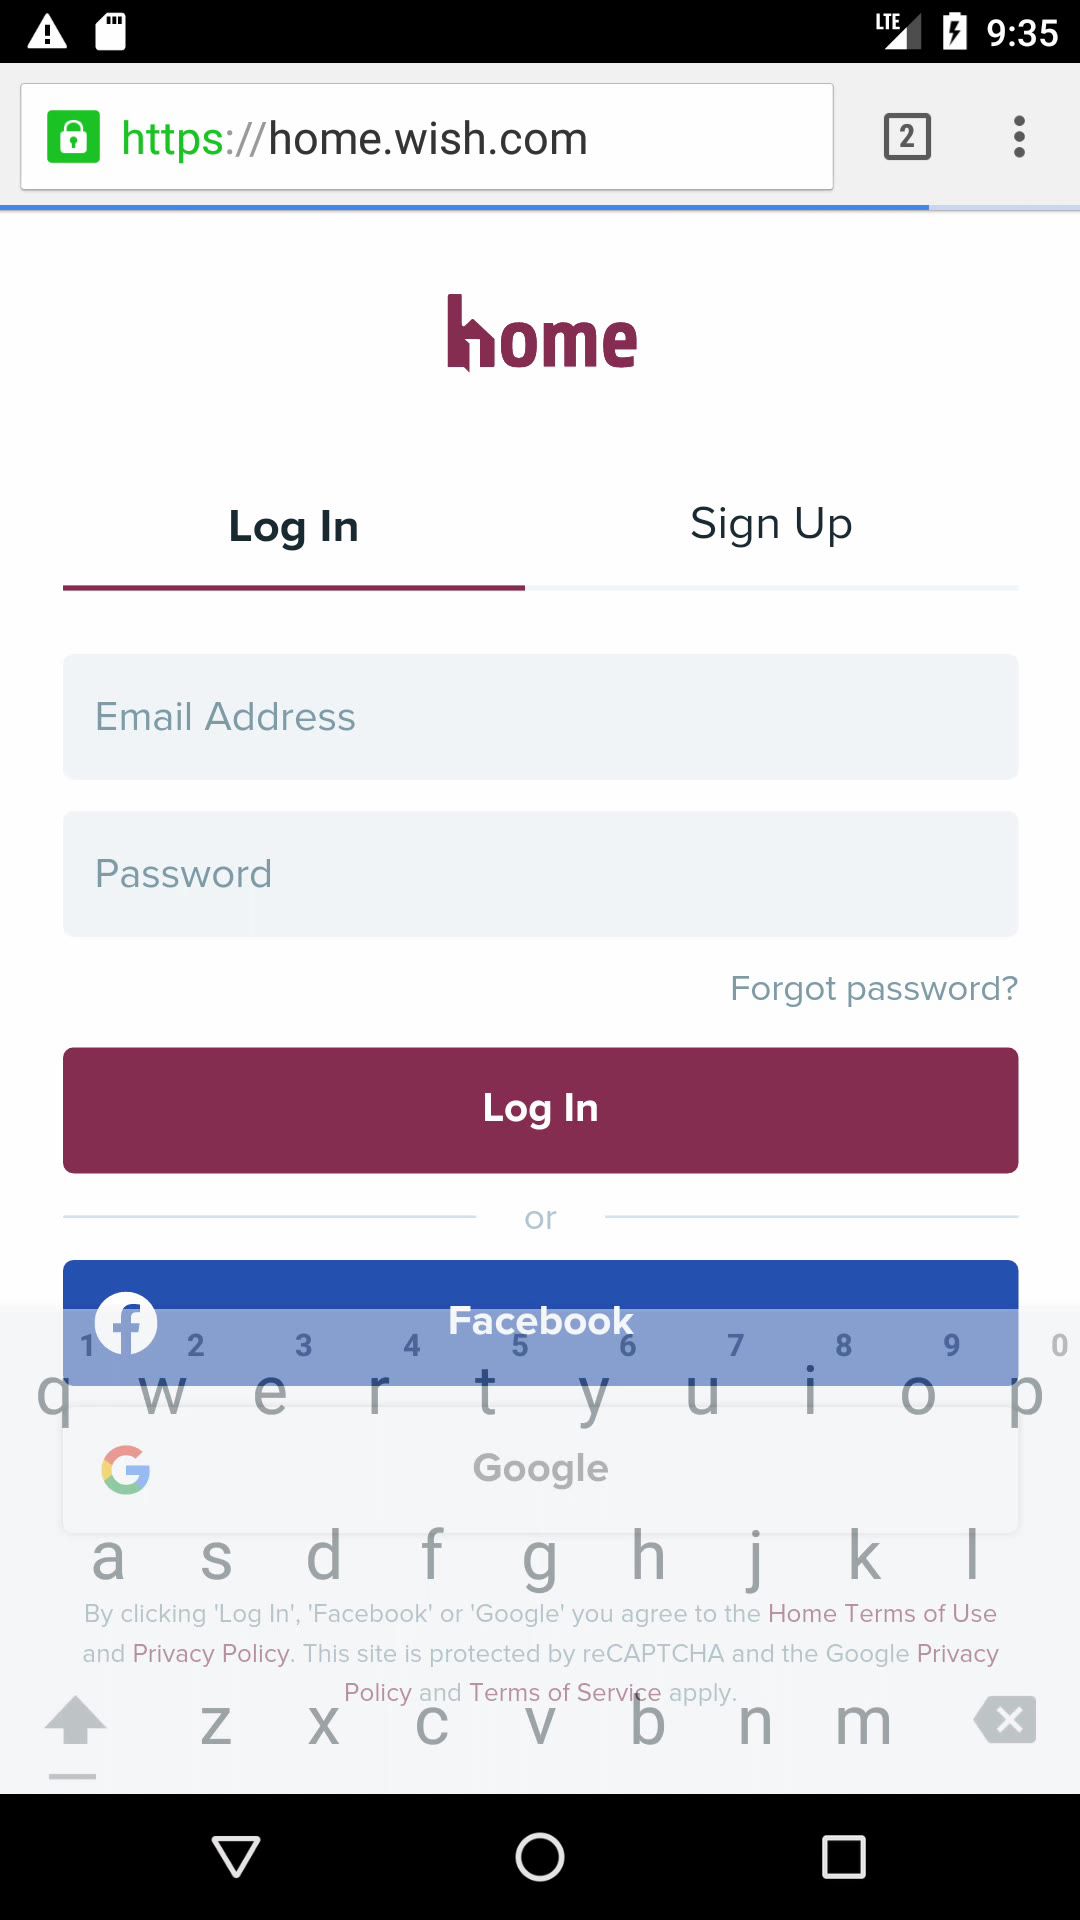 LTE 9:35
https://home.wish.com 2
home
Log In Sign Up
Email Address
Password
Forgot password?
Log In
or
Facebook
1 2 3 4 5 6 7 8 9 0
q w e r t y u i o p
Google
a s d f g h j k l
By clicking 'Log In', 'Facebook' or 'Google' you agree to the Home Terms of Use
and Privacy Policy. This site is protected by reCAPTCHA and the Google Privacy
Policy and Terms of Service apply.
z x c v b n m